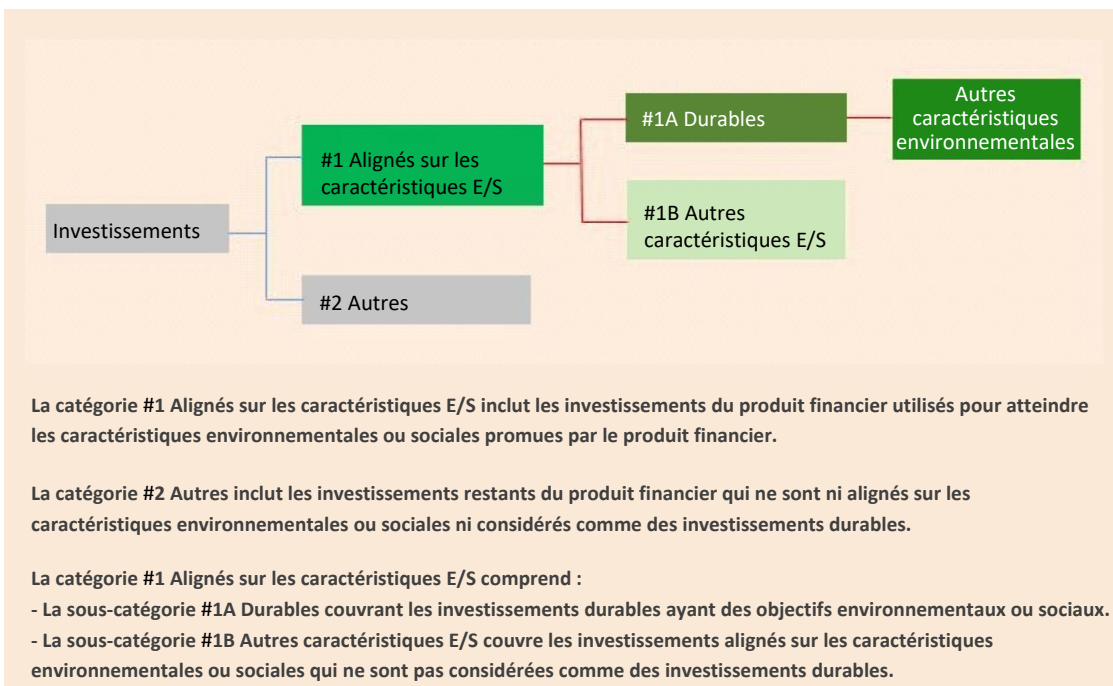 Investissements
#1 Alignés sur les
caractéristiques E/S
#2 Autres
#1A Durables
#1B Autres
caractéristiques E/S
Autres
caractéristiques
environnementales
La catégorie #1 Alignés sur les caractéristiques E/S inclut les investissements du produit financier utilisés pour atteindre
les caractéristiques environnementales ou sociales promues par le produit financier.
La catégorie #2 Autres inclut les investissements restants du produit financier qui ne sont ni alignés sur les
caractéristiques environnementales ou sociales ni considérés comme des investissements durables.
La catégorie #1 Alignés sur les caractéristiques E/S comprend :
- La sous-catégorie #1A Durables couvrant les investissements durables ayant des objectifs environnementaux ou sociaux.
- La sous-catégorie #1B Autres caractéristiques E/S couvre les investissements alignés sur les caractéristiques
environnementales ou sociales qui ne sont pas considérées comme des investissements durables.